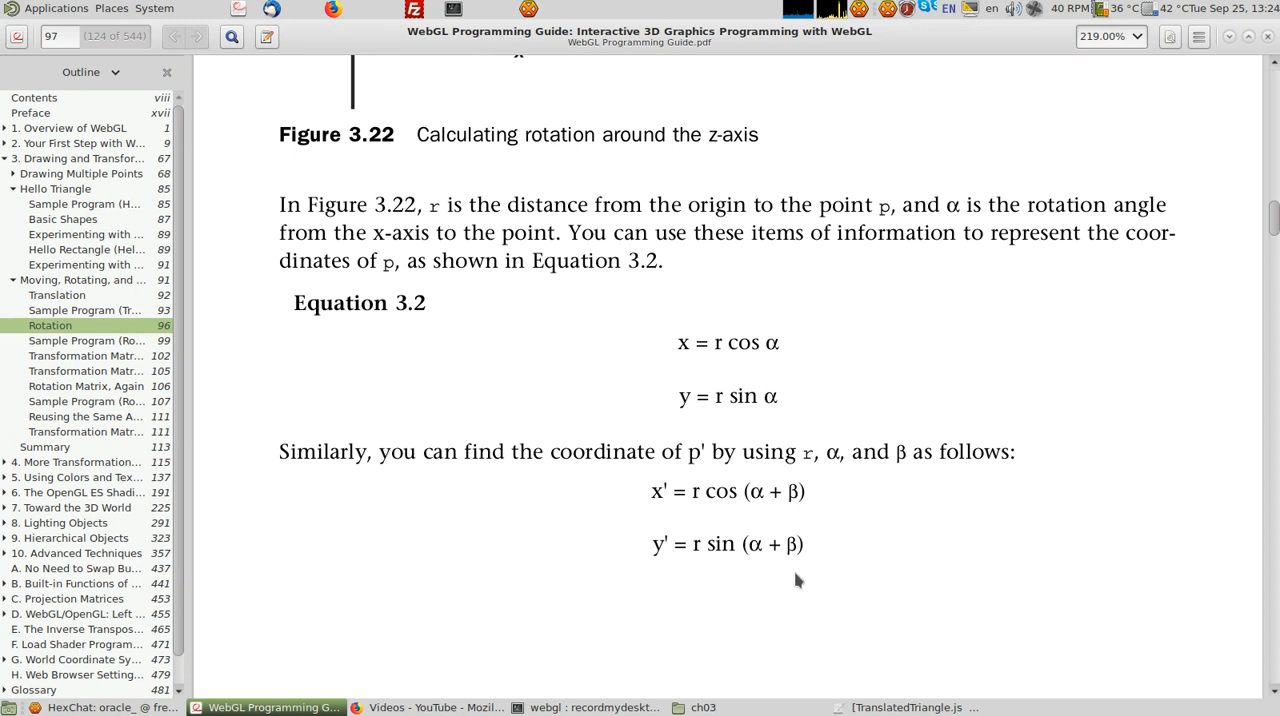 Applications Places System
EN
en
40 RPM
36 °C
42 °C
Tue Sep 25, 13:24
97
(124 of 544)
WebGL Programming Guide: Interactive 3D Graphics Programming with WebGL
WebGL Programming Guide.pdf
219.00%
Outline
Contents viii
Preface xvii
1. Overview of WebGL 1
2. Your First Step with W... 9
3. Drawing and Transfor... 67
Drawing Multiple Points 68
Hello Triangle 85
Sample Program (H... 85
Basic Shapes 87
Experimenting with ... 89
Hello Rectangle (Hel... 89
Experimenting with ... 91
Moving, Rotating, and ... 91
Translation 92
Sample Program (Tr... 93
Rotation 96
Sample Program (Ro... 99
Transformation Matr... 102
Transformation Matr... 105
Rotation Matrix, Again 106
Sample Program (Ro... 107
Reusing the Same A... 111
Transformation Matr... 111
Summary 113
4. More Transformation... 115
5. Using Colors and Tex... 137
6. The OpenGL ES Shadi... 191
7. Toward the 3D World 225
8. Lighting Objects 291
9. Hierarchical Objects 323
10. Advanced Techniques 357
A. No Need to Swap Bu... 437
B. Built-in Functions of ... 441
C. Projection Matrices 453
D. WebGL/OpenGL: Left ... 455
E. The Inverse Transpos... 465
F. Load Shader Program... 471
G. World Coordinate Sy... 473
H. Web Browser Setting... 479
Glossary 481
Figure 3.22 Calculating rotation around the z-axis
In Figure 3.22, r is the distance from the origin to the point p, and α is the rotation angle
from the x-axis to the point. You can use these items of information to represent the coor-
dinates of p, as shown in Equation 3.2.
Equation 3.2
x = r cos α
y = r sin α
Similarly, you can find the coordinate of p' by using r, α, and β as follows:
x' = r cos (α + β)
y' = r sin (α + β)
HexChat: oracle_ @ fre...
WebGL Programming G...
Videos - YouTube - Mozil...
webgl : recordmydeskt...
ch03
[TranslatedTriangle.js ...